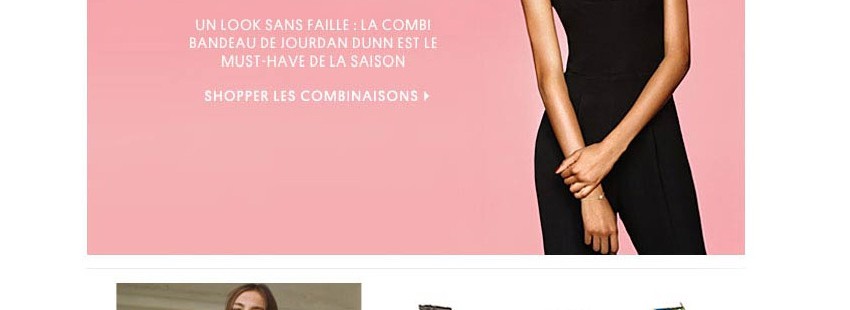 UN LOOK SANS FAILLE : LA COMBI
BANDEAU DE JOURDAN DUNN EST LE
MUST-HAVE DE LA SAISON
SHOPPER LES COMBINAISONS